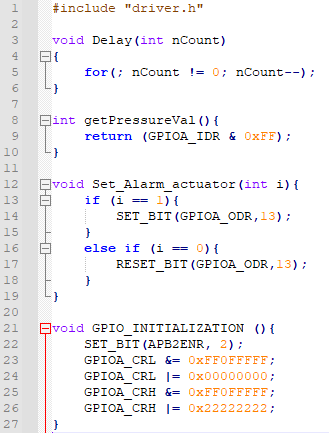 1 #include "driver.h"
2
3 void Delay(int nCount)
4 {
5 for(; nCount != 0; nCount--);
6 }
7
8 int getPressureVal(){
9 return (GPIOA_IDR & 0xFF);
10 }
11
12 void Set_Alarm_actuator(int i){
13 if (i == 1){
14 SET_BIT(GPIOA_ODR,13);
15 }
16 else if (i == 0){
17 RESET_BIT(GPIOA_ODR,13);
18 }
19 }
20
21 void GPIO_INITIALIZATION (){
22 SET_BIT(APB2ENR, 2);
23 GPIOA_CRL &= 0xFF0FFFFF;
24 GPIOA_CRL |= 0x00000000;
25 GPIOA_CRH &= 0xFF0FFFFF;
26 GPIOA_CRH |= 0x22222222;
27 }